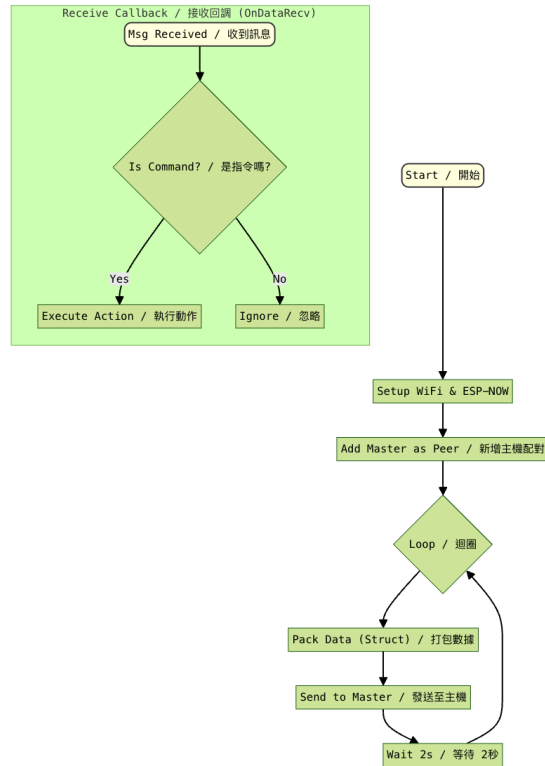 Receive Callback / 接收回調 (OnDataRecv)
Msg Received / 收到訊息
Is Command? / 是指令嗎?
Yes
No
Execute Action / 執行動作
Ignore / 忽略
Start / 開始
Setup WiFi & ESP-NOW
Add Master as Peer / 新增主機配對
Loop / 迴圈
Pack Data (Struct) / 打包數據
Send to Master / 發送至主機
Wait 2s / 等待 2秒